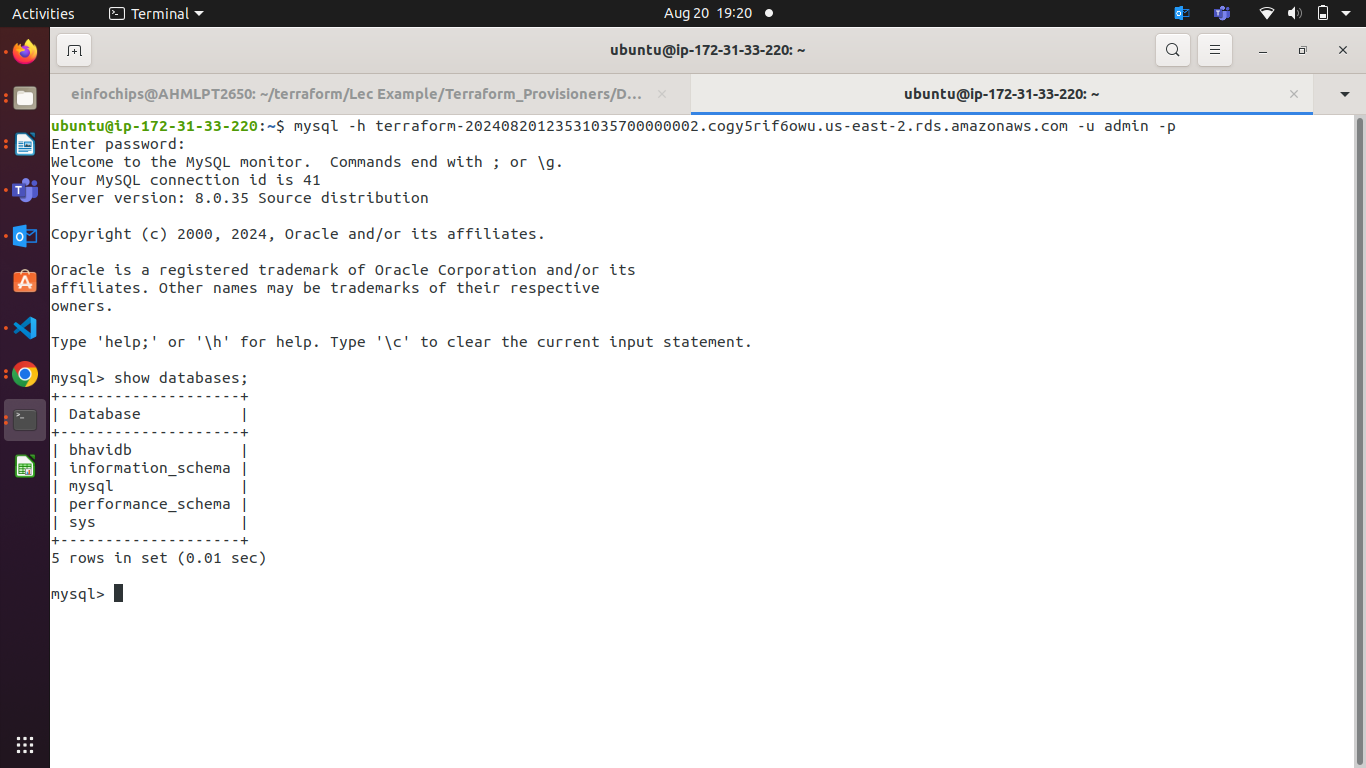 Activities
Terminal
Aug 20 19:20
ubuntu@ip-172-31-33-220: ~
einfochips@AHMLPT2650: ~/terraform/Lec Example/Terraform_Provisioners/D...
ubuntu@ip-172-31-33-220: ~
ubuntu@ip-172-31-33-220:~$ mysql -h terraform-20240820123531035700000002.cogy5rif6owu.us-east-2.rds.amazonaws.com -u admin -p
Enter password:
Welcome to the MySQL monitor.  Commands end with ; or \g.
Your MySQL connection id is 41
Server version: 8.0.35 Source distribution
Copyright (c) 2000, 2024, Oracle and/or its affiliates.
Oracle is a registered trademark of Oracle Corporation and/or its
affiliates. Other names may be trademarks of their respective
owners.
Type 'help;' or '\h' for help. Type '\c' to clear the current input statement.
mysql> show databases;
+--------------------+
| Database           |
+--------------------+
| bhavidb            |
| information_schema |
| mysql              |
| performance_schema |
| sys                |
+--------------------+
5 rows in set (0.01 sec)
mysql>